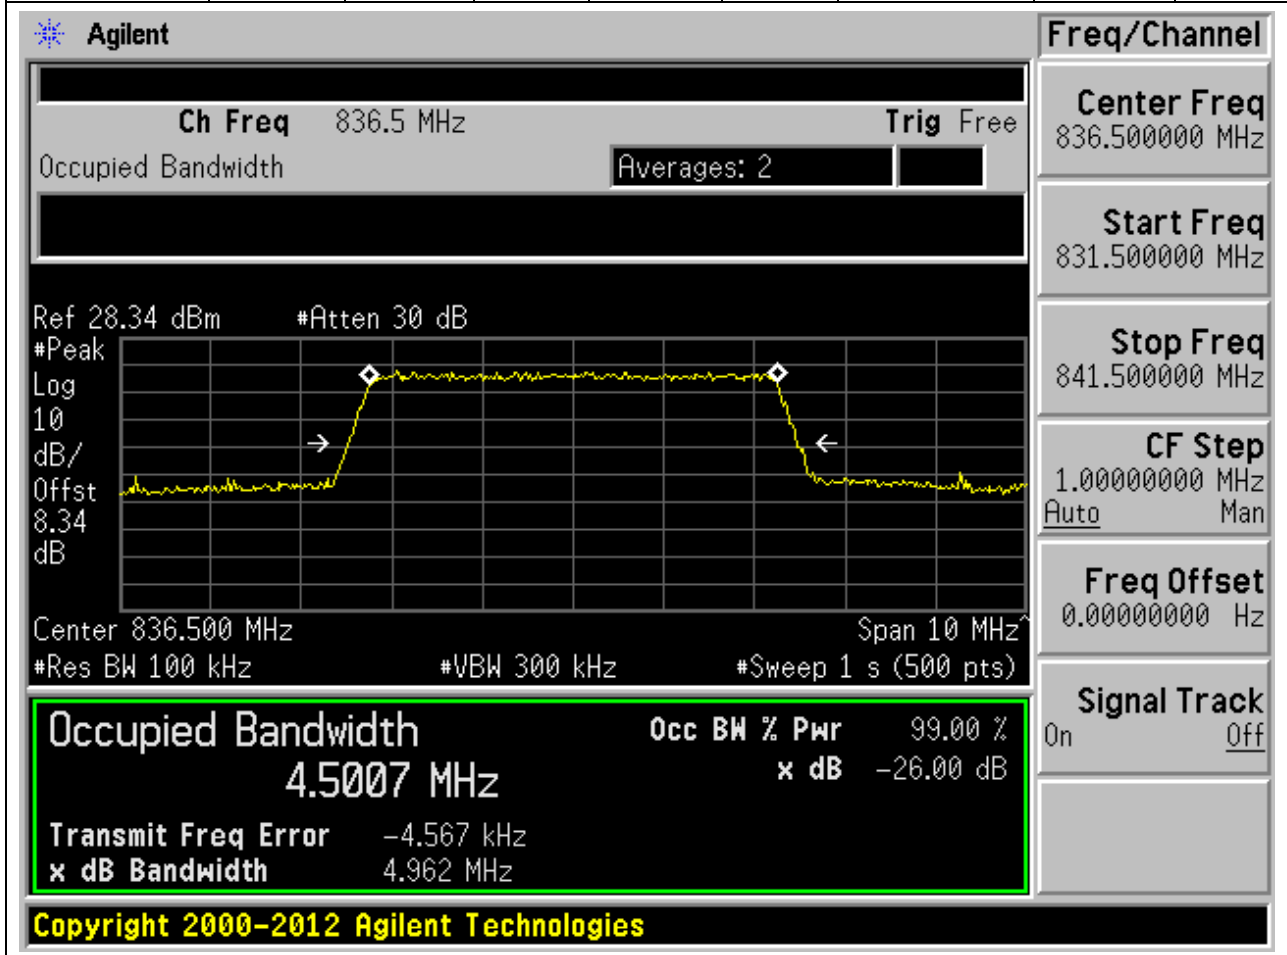 Agilent
Freq/Channel
Ch Freq 836.5 MHz Trig Free
Occupied Bandwidth Averages: 2
Center Freq
836.500000 MHz
Start Freq
831.500000 MHz
Stop Freq
841.500000 MHz
CF Step
1.00000000 MHz
Auto Man
Freq Offset
0.00000000 Hz
Signal Track
On Off
Ref 28.34 dBm #Atten 30 dB
#Peak
Log
10
dB/
Offst
8.34
dB
Center 836.500 MHz Span 10 MHz^
#Res BW 100 kHz #VBW 300 kHz #Sweep 1 s (500 pts)
Occupied Bandwidth
4.5007 MHz
Occ BW % Pwr 99.00 %
x dB -26.00 dB
Transmit Freq Error -4.567 kHz
x dB Bandwidth 4.962 MHz
Copyright 2000-2012 Agilent Technologies